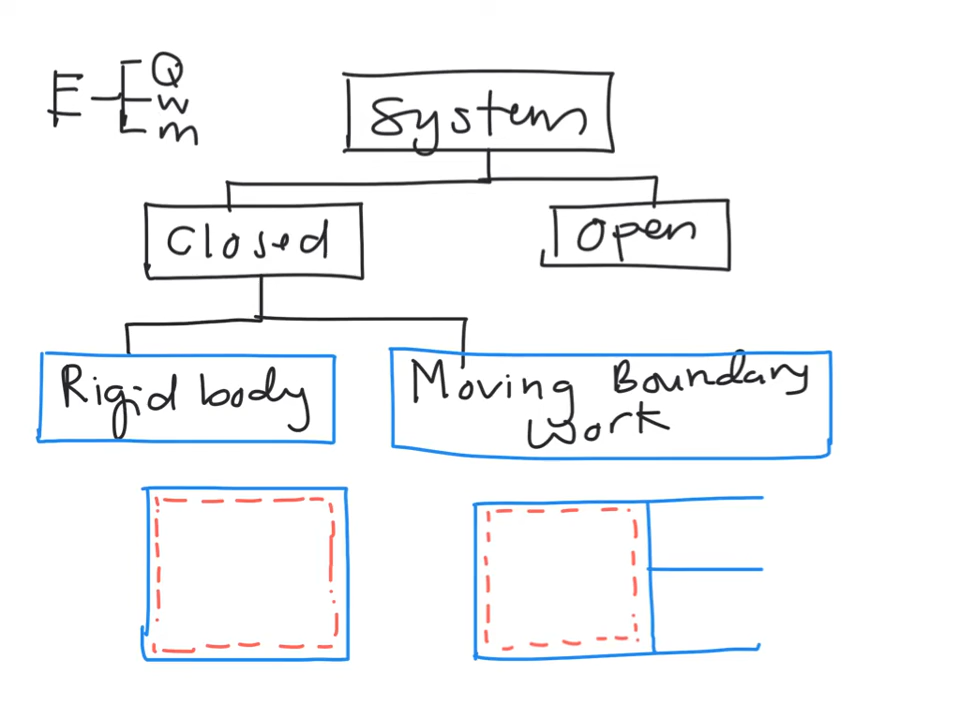 E Q
W
m
System
Closed
Open
Rigid body
Moving Boundary
Work